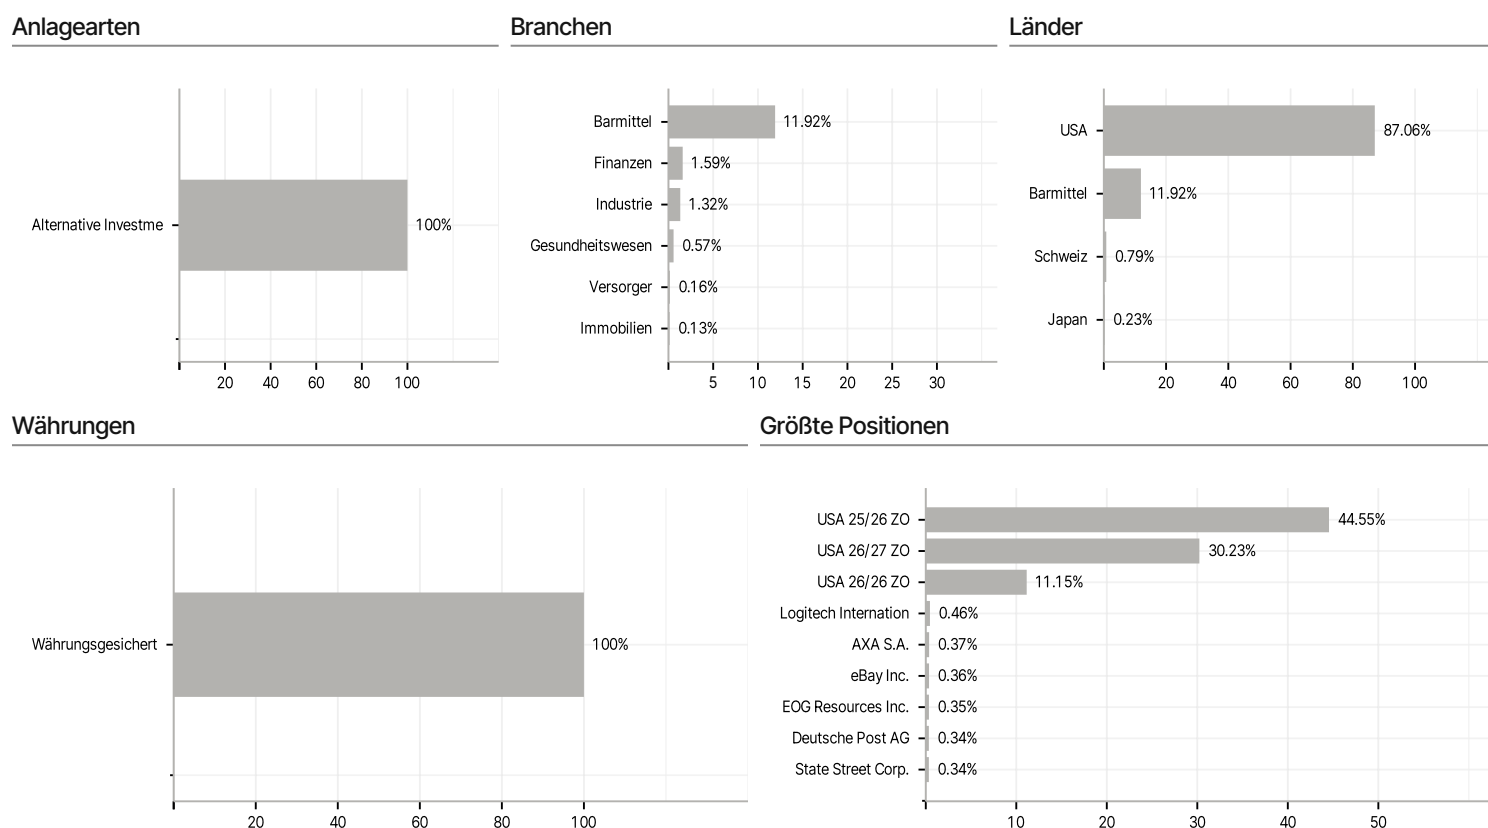 Anlagearten
Alternative Investme 100%
20 40 60 80 100
Branchen
Barmittel 11.92%
Finanzen 1.59%
Industrie 1.32%
Gesundheitswesen 0.57%
Versorger 0.16%
Immobilien 0.13%
5 10 15 20 25 30
Länder
USA 87.06%
Barmittel 11.92%
Schweiz 0.79%
Japan 0.23%
20 40 60 80 100
Währungen
Währungsgesichert 100%
20 40 60 80 100
Größte Positionen
USA 25/26 ZO 44.55%
USA 26/27 ZO 30.23%
USA 26/26 ZO 11.15%
Logitech Internation 0.46%
AXA S.A. 0.37%
eBay Inc. 0.36%
EOG Resources Inc. 0.35%
Deutsche Post AG 0.34%
State Street Corp. 0.34%
10 20 30 40 50